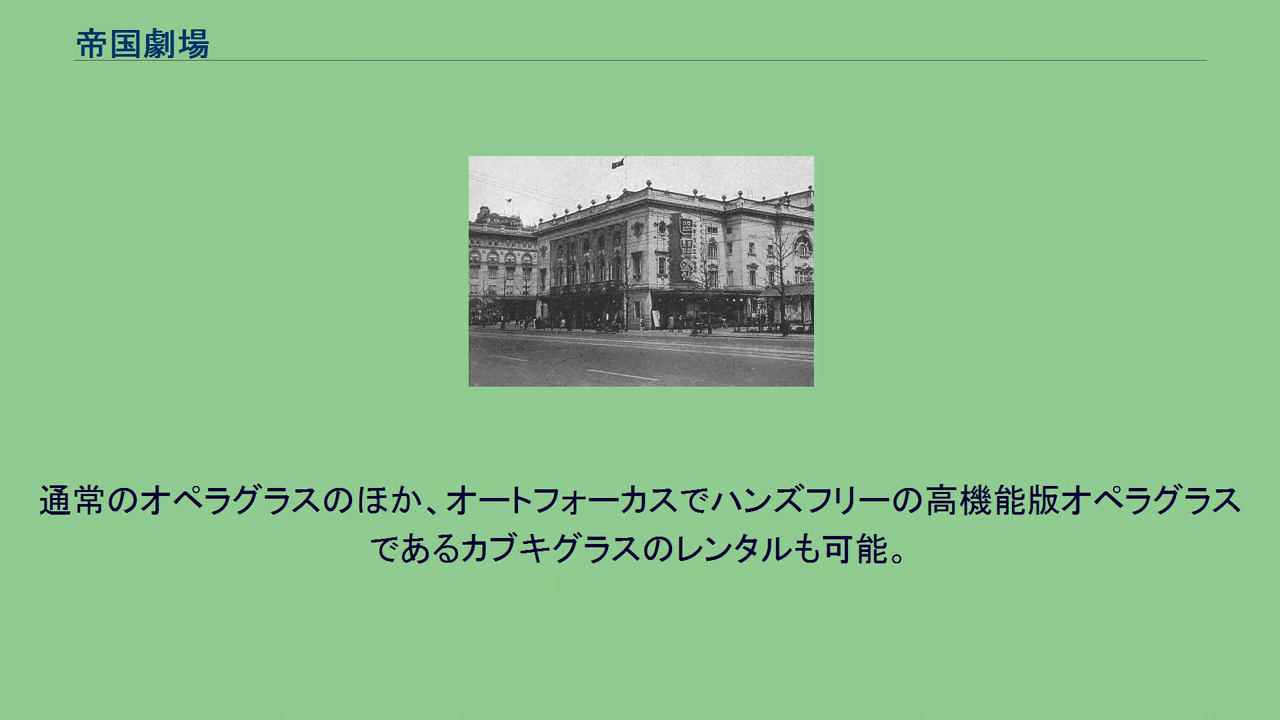 帝国劇場
通常のオペラグラスのほか、オートフォーカスでハンズフリーの高機能版オペラグラス
であるカブキグラスのレンタルも可能。